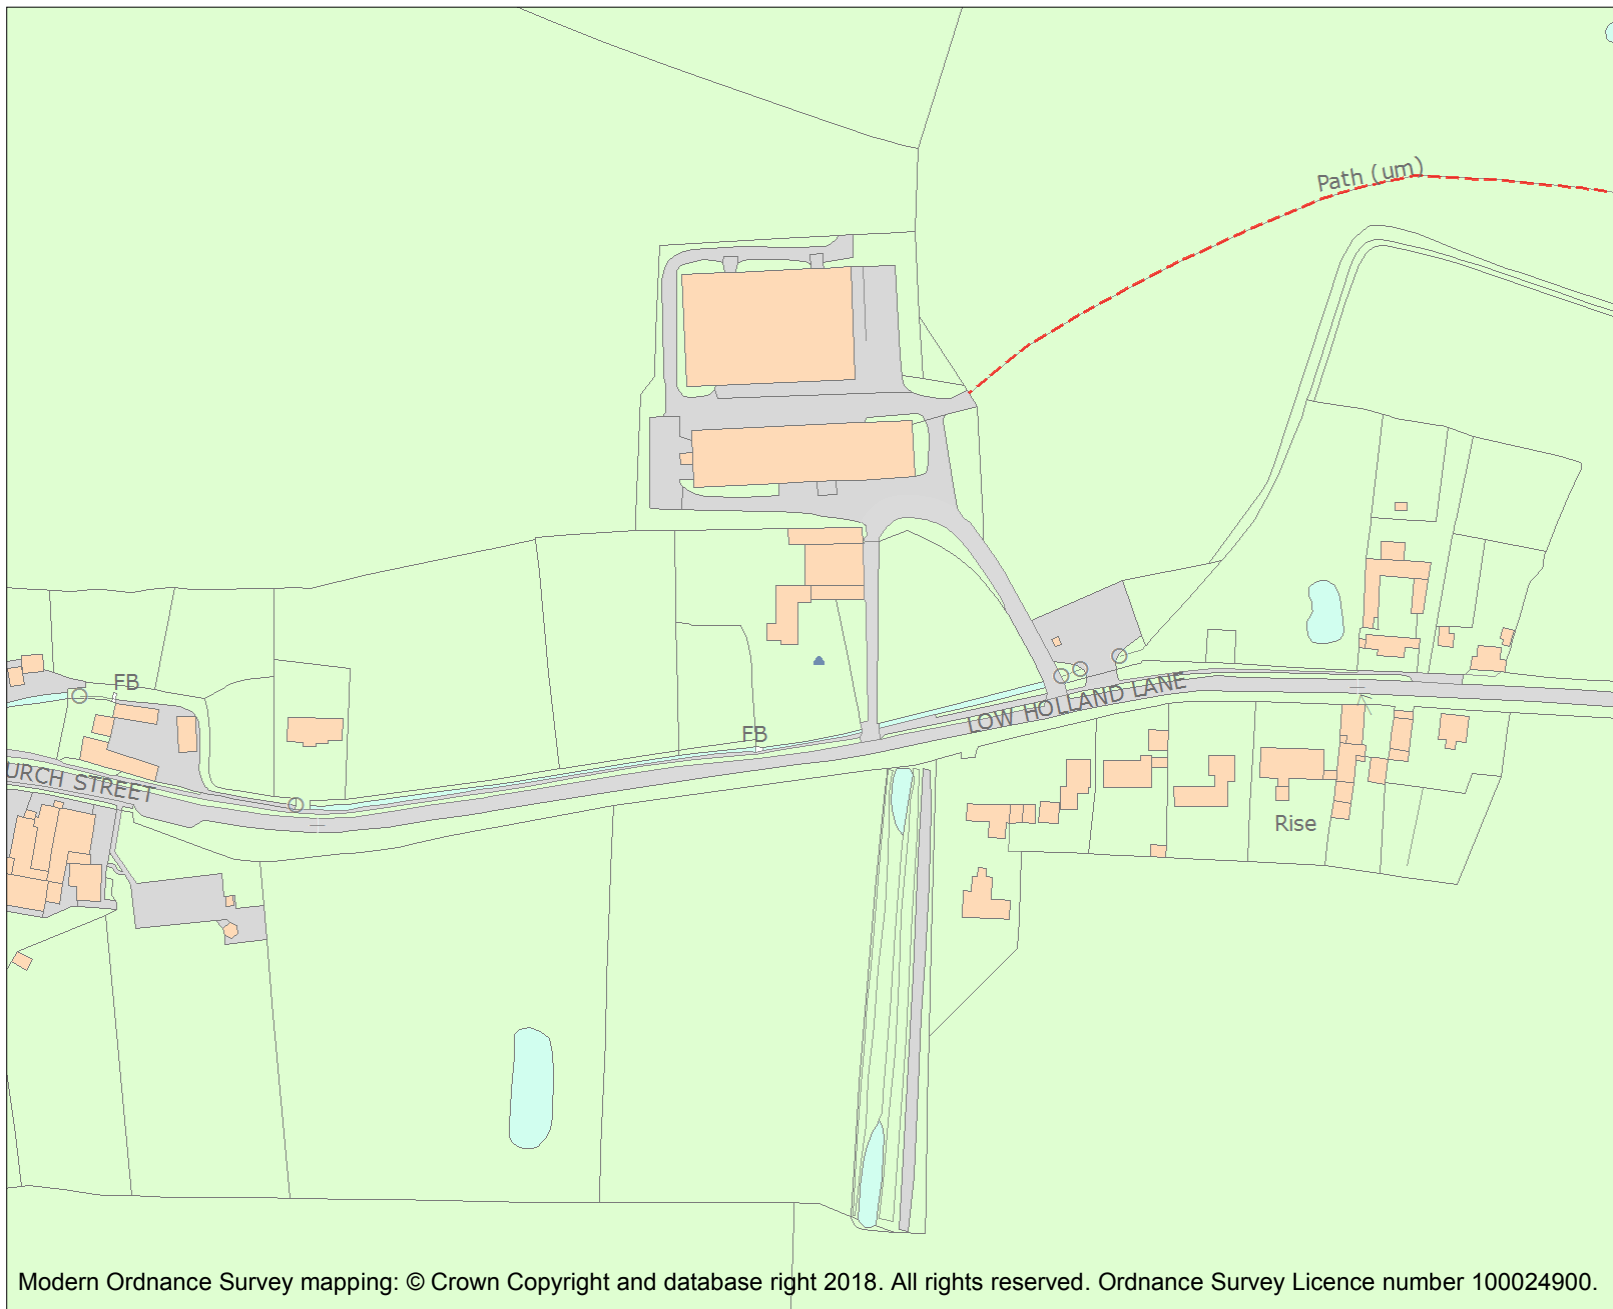 Path (um)
FB
FB
LOW HOLLAND LANE
URCH STREET
Rise
Modern Ordnance Survey mapping: © Crown Copyright and database right 2018. All rights reserved. Ordnance Survey Licence number 100024900.